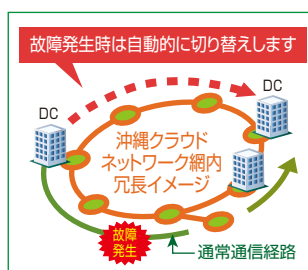 故障発生時は自動的に切り替えします
DC
DC
沖縄クラウド
ネットワーク網内
冗長イメージ
故障
発生
通常通信経路